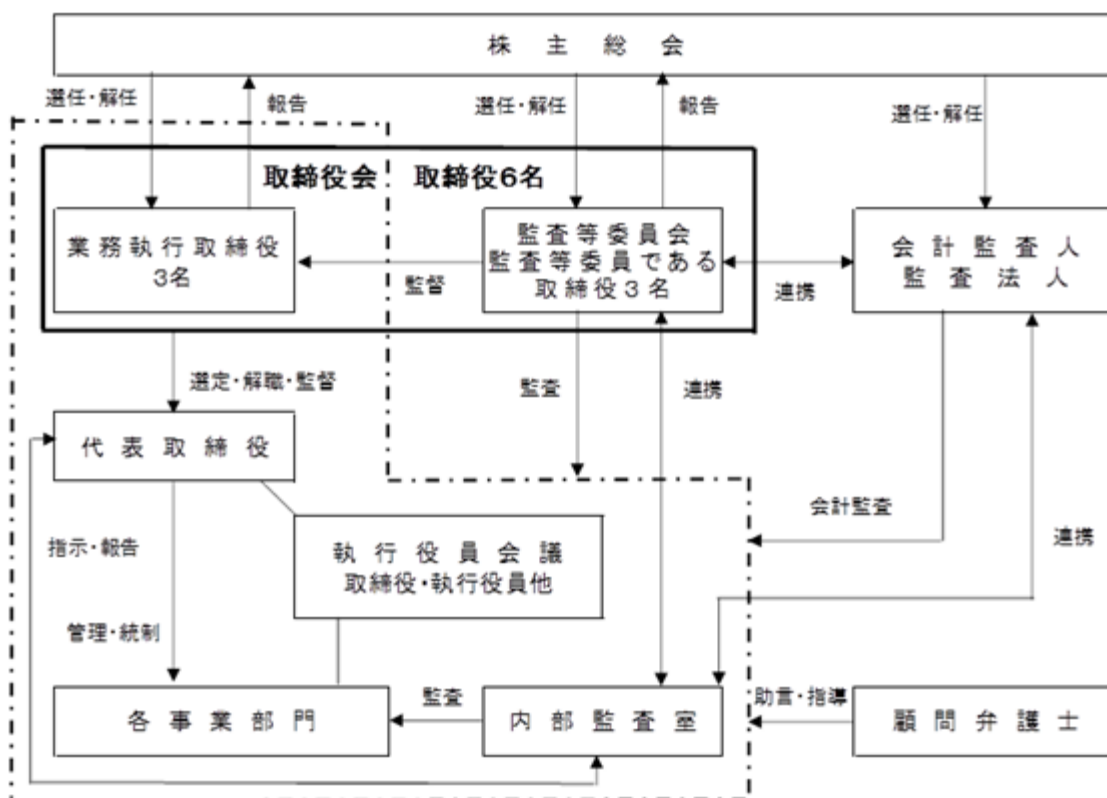 株主総会
選任・解任
報告
選任・解任
報告
選任・解任
取締役会
取締役6名
業務執行取締役
3名
監督
監査等委員会
監査等委員である
取締役3名
連携
会計監査人
監査法人
選定・解職・監督
監査
連携
代表取締役
会計監査
指示・報告
執行役員会議
取締役・執行役員他
連携
管理・統制
各事業部門
監査
内部監査室
助言・指導
顧問弁護士